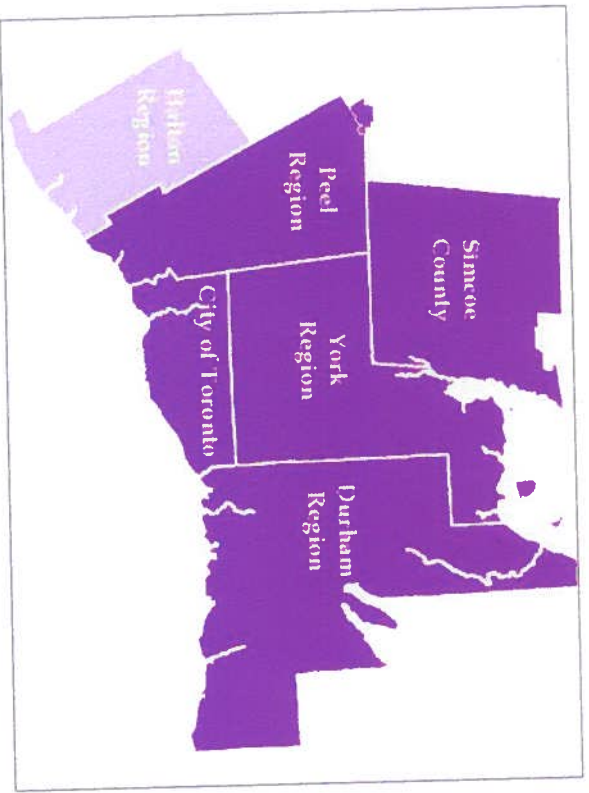 Simcoe
County
Peel
Region
York
Region
Durham
Region
City of Toronto
Halton
Region